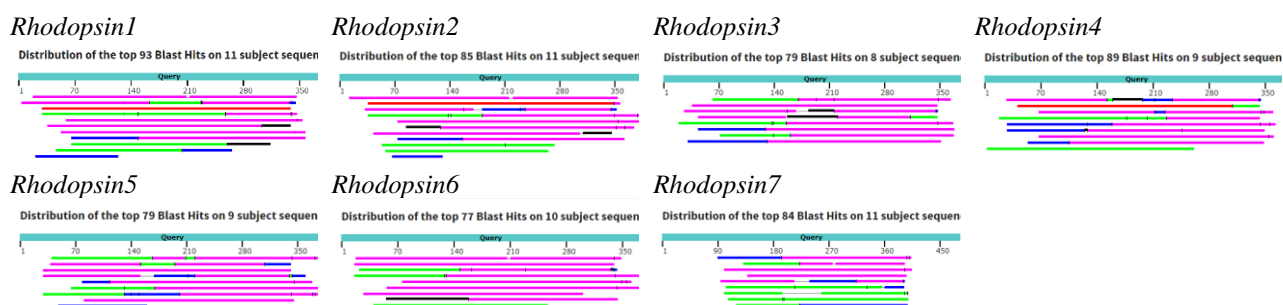 Rhodopsin1
Rhodopsin2
Rhodopsin3
Rhodopsin4
Distribution of the top 93 Blast Hits on 11 subject sequen
Distribution of the top 85 Blast Hits on 11 subject sequen
Distribution of the top 79 Blast Hits on 8 subject sequen
Distribution of the top 89 Blast Hits on 9 subject sequen
Query
Query
Query
Query
1 70 140 210 280 350
1 70 140 210 280 350
1 70 140 210 280 350
1 70 140 210 280 350
Rhodopsin5
Rhodopsin6
Rhodopsin7
Distribution of the top 79 Blast Hits on 9 subject sequen
Distribution of the top 77 Blast Hits on 10 subject sequen
Distribution of the top 84 Blast Hits on 11 subject sequen
Query
Query
Query
1 70 140 210 280 350
1 70 140 210 280 350
1 90 180 270 360 450